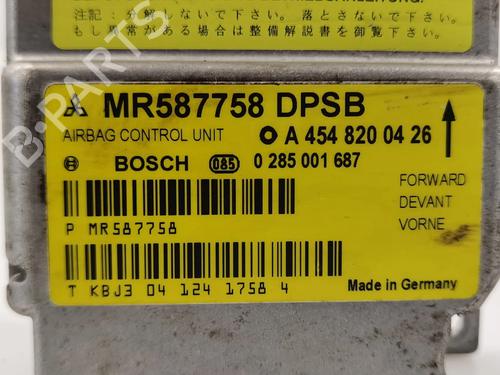 注記：分解しないで下さい。落とさないで下さい。
もし異常がある場合は整備解説書を御覧下さい。
MR587758 DPSB
AIRBAG CONTROL UNIT A 454 820 04 26
BOSCH 085 0 285 001 687
FORWARD
DEVANT
VORNE
P MR587758
T KBJ3 04 124 1758 4
Made in Germany
B-PARTS